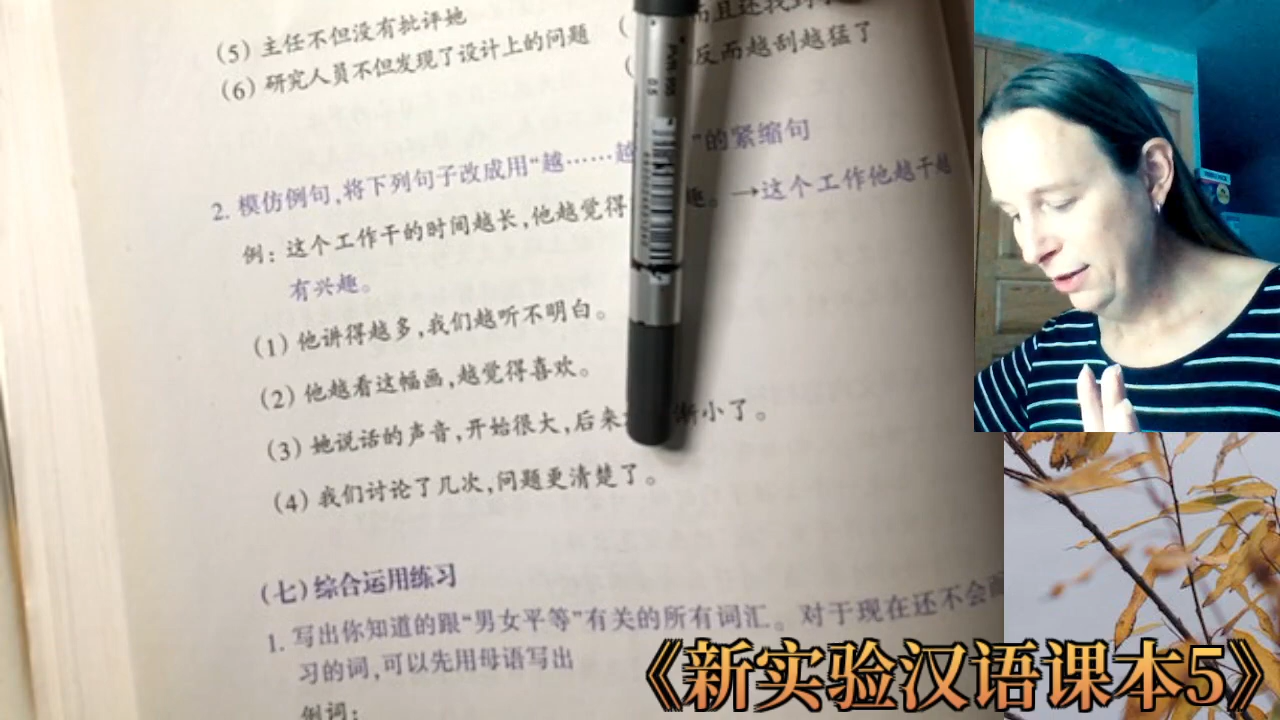 (5) 主任不但没有批评她 (
而且还找到
(6) 研究人员不但发现了设计上的问题 (
反而越刮越猛了
2. 模仿例句,将下列句子改成用“越……越 ”的紧缩句
例：这个工作干的时间越长,他越觉得 趣。→这个工作他越干越
有兴趣。
(1) 他讲得越多,我们越听不明白。
(2) 他越看这幅画,越觉得喜欢。
(3) 她说话的声音,开始很大,后来 渐小了。
(4) 我们讨论了几次,问题更清楚了。
(七) 综合运用练习
1. 写出你知道的跟“男女平等”有关的所有词汇。对于现在还不会
习的词,可以先用母语写出
例词：
《新实验汉语课本5》